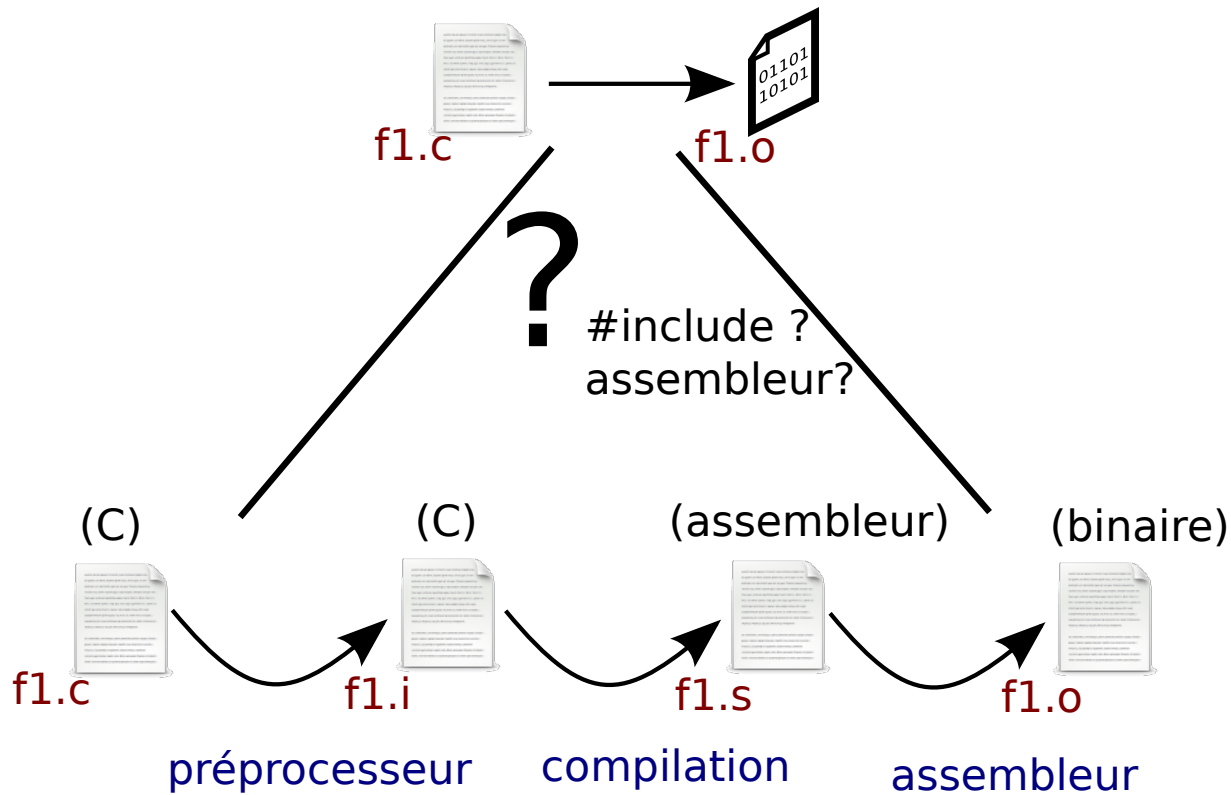 01101
10101
f1.c
f1.o
?
#include ?
assembleur?
(C)
(C)
(assembleur)
(binaire)
f1.c
f1.i
f1.s
f1.o
préprocesseur
compilation
assembleur